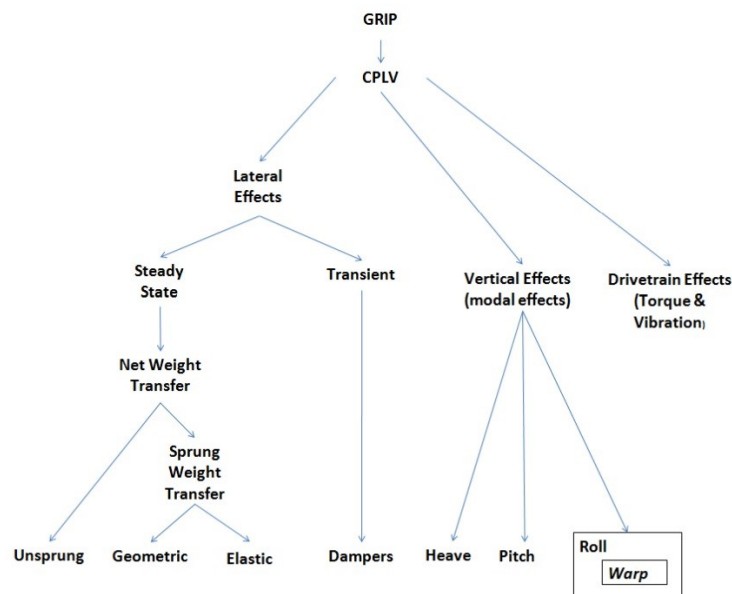 GRIP
CPLV
Lateral
Effects
Steady
State
Transient
Vertical Effects
(modal effects)
Drivetrain Effects
(Torque &
Vibration)
Net Weight
Transfer
Sprung
Weight
Transfer
Unsprung
Geometric
Elastic
Dampers
Heave
Pitch
Roll
Warp